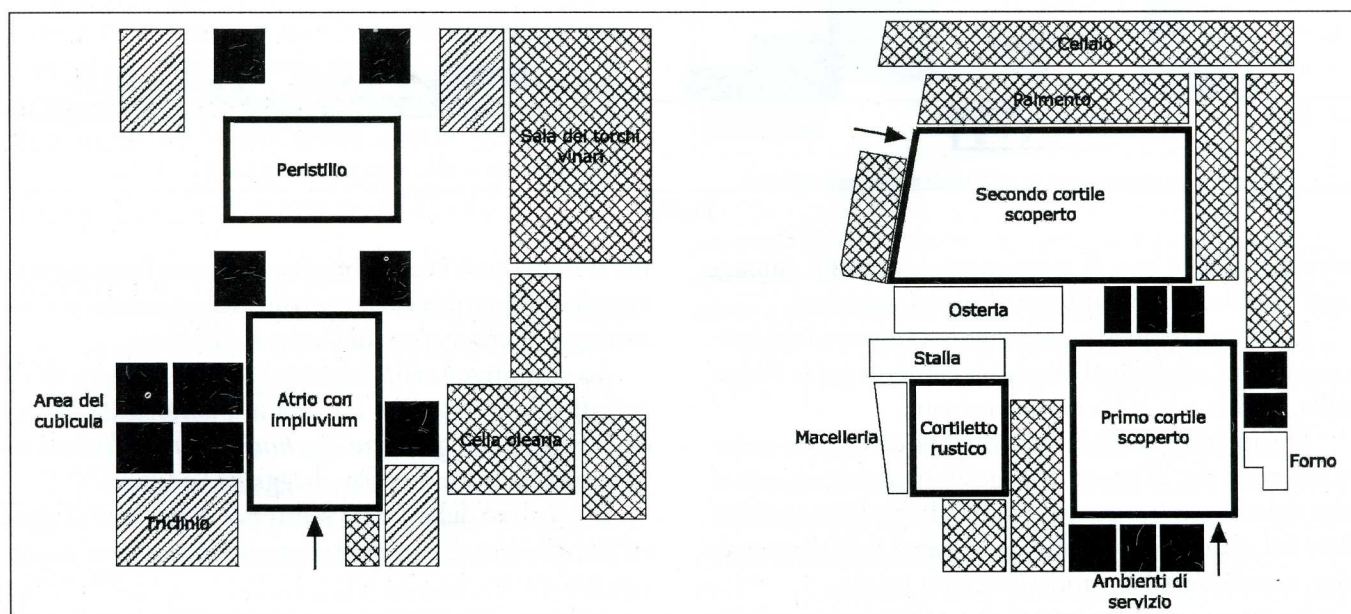 Peristilio
Sala dei torchi
vinari
Area dei
cubicula
Atrio con
impluvium
Cella olearia
Triclinio
Cellaio
Palmento
Secondo cortile
scoperto
Osteria
Stalla
Macelleria
Cortiletto
rustico
Primo cortile
scoperto
Forno
Ambienti di
servizio